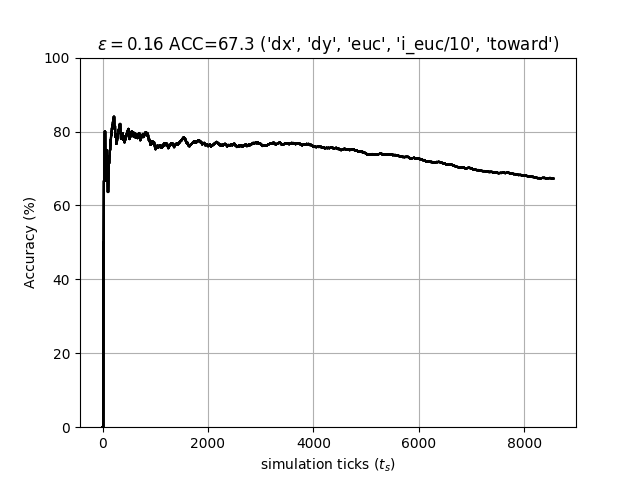 ε = 0.16 ACC=67.3 ('dx', 'dy', 'euc', 'i_euc/10', 'toward')
100
80
60
40
20
0
Accuracy (%)
0 2000 4000 6000 8000
simulation ticks (tₛ)